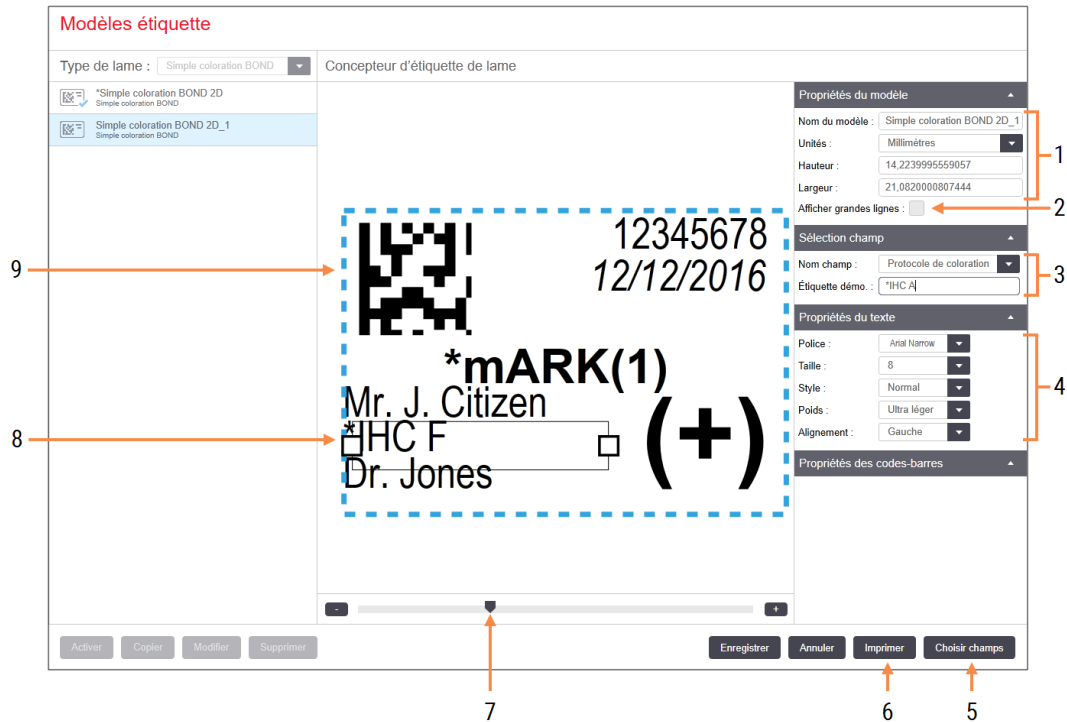 Modèles étiquette
Type de lame : Simple coloration BOND
Concepteur d'étiquette de lame
*Simple coloration BOND 2D
Simple coloration BOND
Simple coloration BOND 2D_1
Simple coloration BOND
12345678
12/12/2016
*mARK(1)
Mr. J. Citizen
*IHC F
(+)
Dr. Jones
Propriétés du modèle
Nom du modèle : Simple coloration BOND 2D_1
Unités : Millimètres
Hauteur : 14,2239995559057
Largeur : 21,0820000807444
Afficher grandes lignes :
Sélection champ
Nom champ : Protocole de coloration
Étiquette démo. : *IHC A
Propriétés du texte
Police : Arial Narrow
Taille : 8
Style : Normal
Poids : Ultra léger
Alignement : Gauche
Propriétés des codes-barres
- +
Activer Copier Modifier Supprimer
Enregistrer Annuler Imprimer Choisir champs
1
2
3
4
9
8
7
6
5